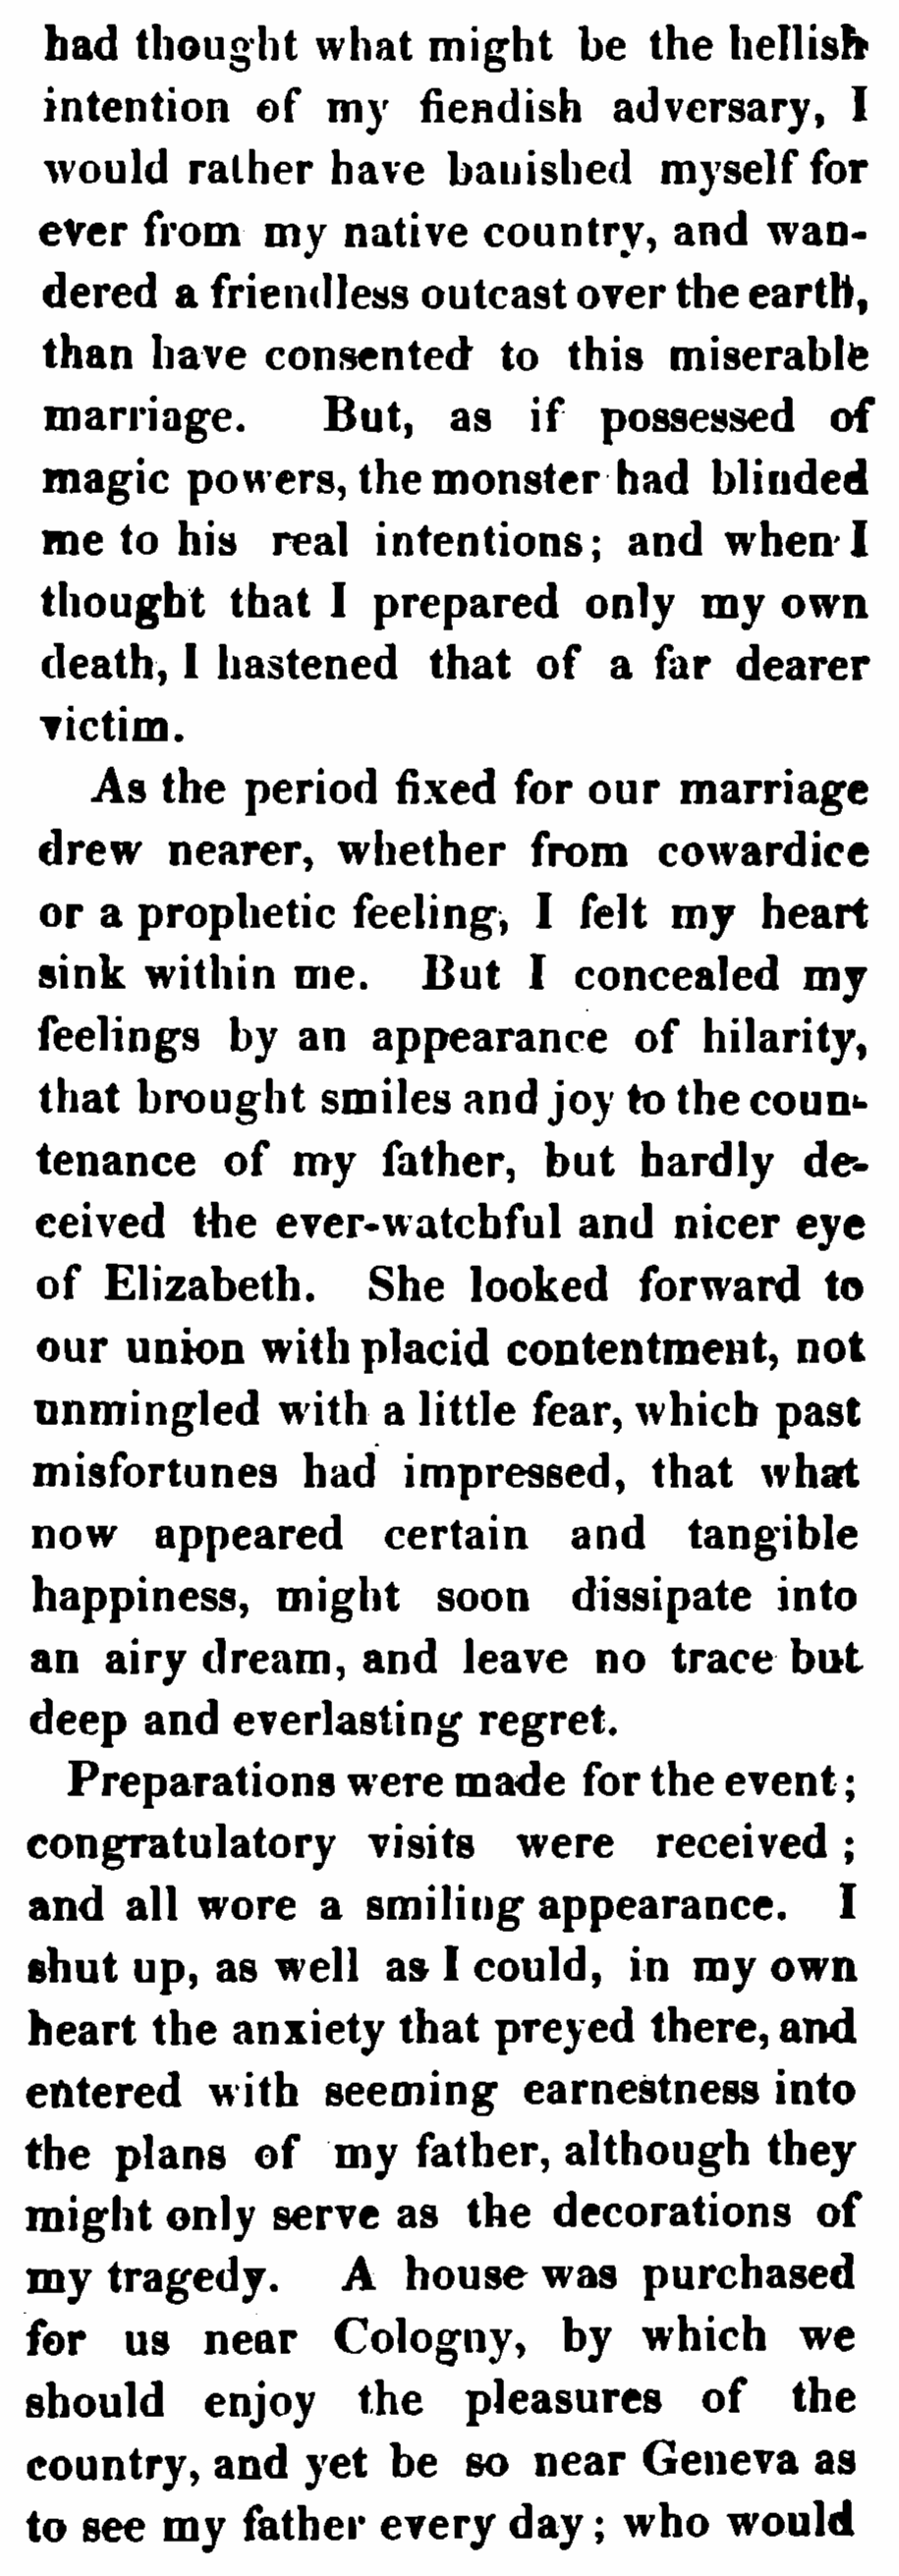 had thought what might be the hellish
intention of my fiendish adversary, I
would rather have banished myself for
ever from my native country, and wan-
dered a friendless outcast over the earth,
than have consented to this miserable
marriage. But, as if possessed of
magic powers, the monster had blinded
me to his real intentions; and when I
thought that I prepared only my own
death, I hastened that of a far dearer
victim.
As the period fixed for our marriage
drew nearer, whether from cowardice
or a prophetic feeling, I felt my heart
sink within me. But I concealed my
feelings by an appearance of hilarity,
that brought smiles and joy to the coun-
tenance of my father, but hardly de-
ceived the ever-watchful and nicer eye
of Elizabeth. She looked forward to
our union with placid contentment, not
unmingled with a little fear, which past
misfortunes had impressed, that what
now appeared certain and tangible
happiness, might soon dissipate into
an airy dream, and leave no trace but
deep and everlasting regret.
Preparations were made for the event;
congratulatory visits were received;
and all wore a smiling appearance. I
shut up, as well as I could, in my own
heart the anxiety that preyed there, and
entered with seeming earnestness into
the plans of my father, although they
might only serve as the decorations of
my tragedy. A house was purchased
for us near Cologny, by which we
should enjoy the pleasures of the
country, and yet be so near Geneva as
to see my father every day; who would